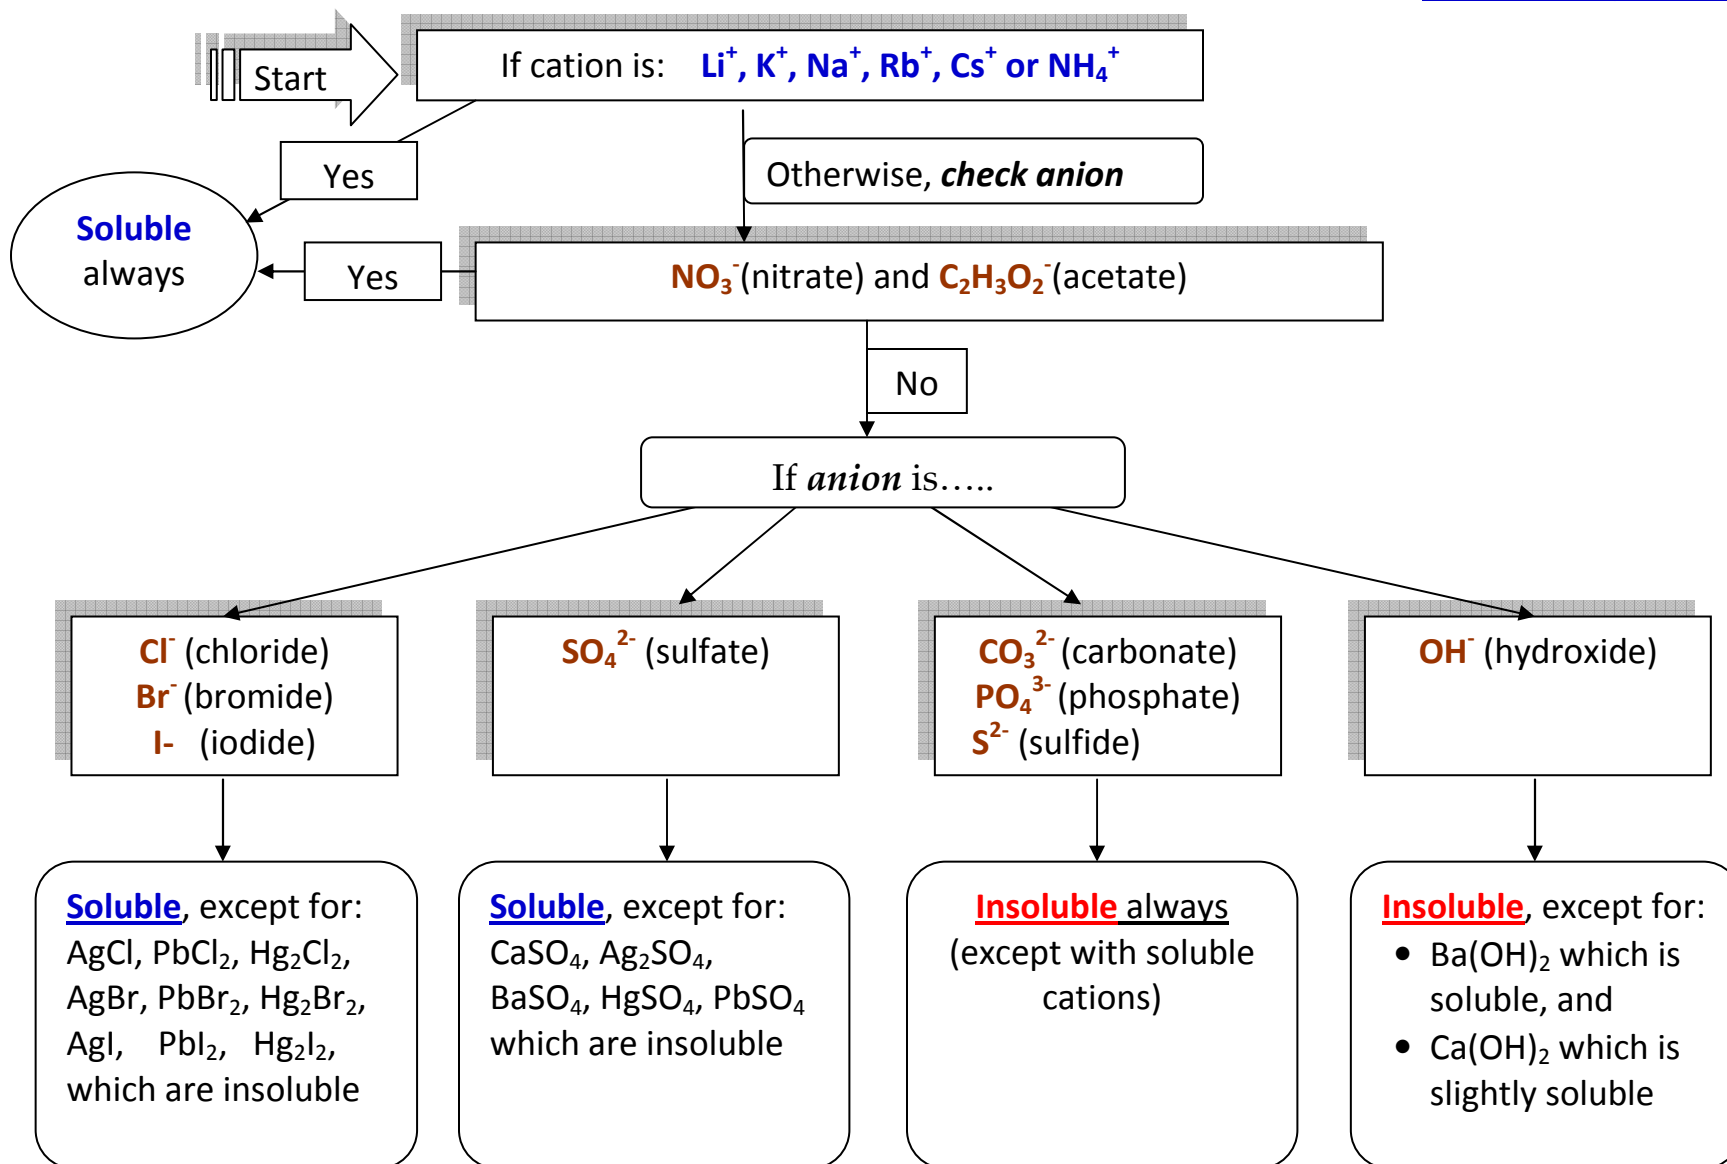 Start
If cation is: Li⁺, K⁺, Na⁺, Rb⁺, Cs⁺ or NH₄⁺
Yes
Otherwise, check anion
Soluble
always
Yes
NO₃⁻ (nitrate) and C₂H₃O₂⁻ (acetate)
No
If anion is…..
Cl⁻ (chloride)
Br⁻ (bromide)
I- (iodide)
SO₄²⁻ (sulfate)
CO₃²⁻ (carbonate)
PO₄³⁻ (phosphate)
S²⁻ (sulfide)
OH⁻ (hydroxide)
Soluble, except for:
AgCl, PbCl₂, Hg₂Cl₂,
AgBr, PbBr₂, Hg₂Br₂,
AgI, PbI₂, Hg₂I₂,
which are insoluble
Soluble, except for:
CaSO₄, Ag₂SO₄,
BaSO₄, HgSO₄, PbSO₄
which are insoluble
Insoluble always
(except with soluble
cations)
Insoluble, except for:
• Ba(OH)₂ which is
soluble, and
• Ca(OH)₂ which is
slightly soluble